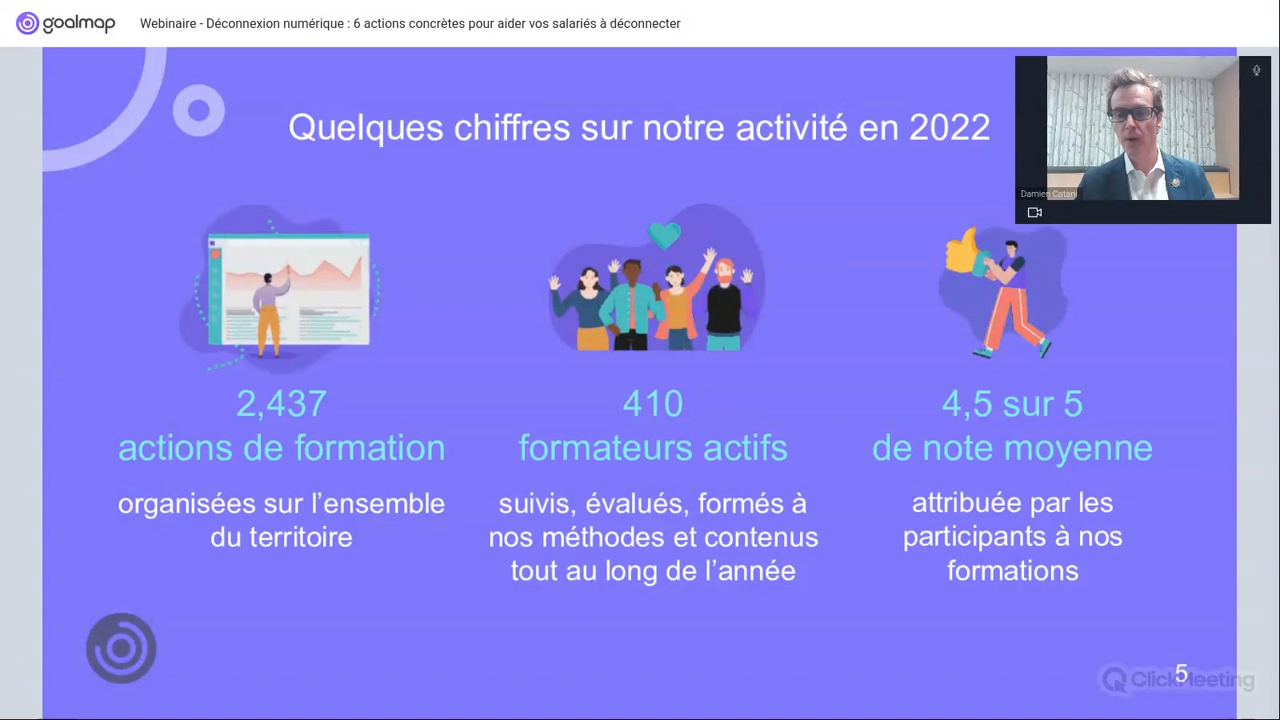 goalmap
Webinaire - Déconnexion numérique : 6 actions concrètes pour aider vos salariés à déconnecter
Quelques chiffres sur notre activité en 2022
Damien Catani
2,437
actions de formation
organisées sur l’ensemble
du territoire
410
formateurs actifs
suivis, évalués, formés à
nos méthodes et contenus
tout au long de l’année
4,5 sur 5
de note moyenne
attribuée par les
participants à nos
formations
5
ClickMeeting